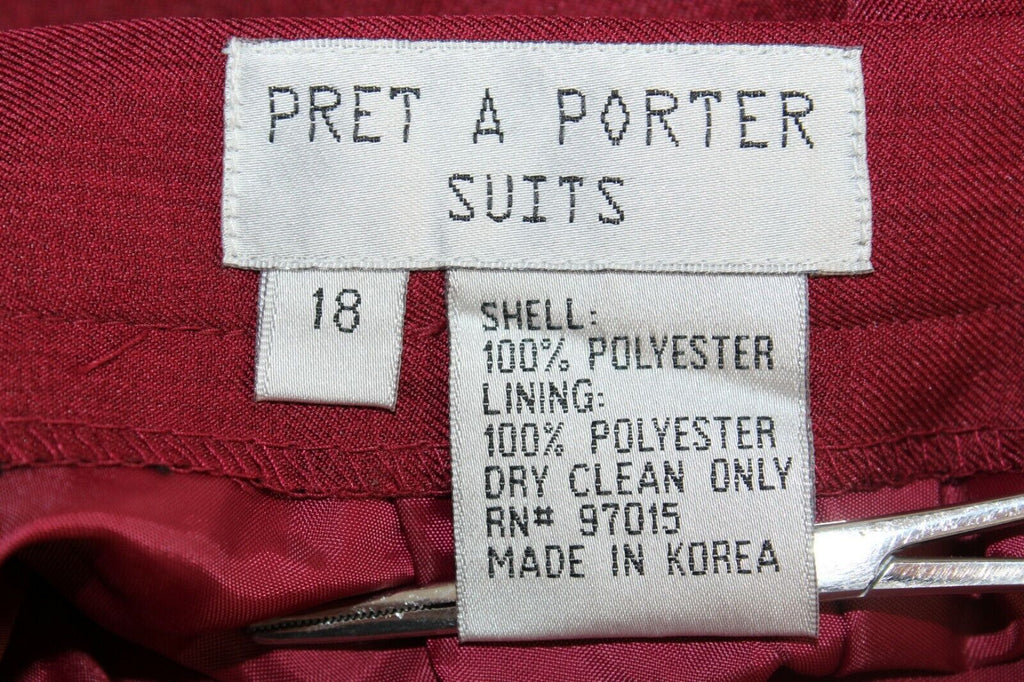 PRET A PORTER
SUITS
18
SHELL:
100% POLYESTER
LINING:
100% POLYESTER
DRY CLEAN ONLY
RN# 97015
MADE IN KOREA